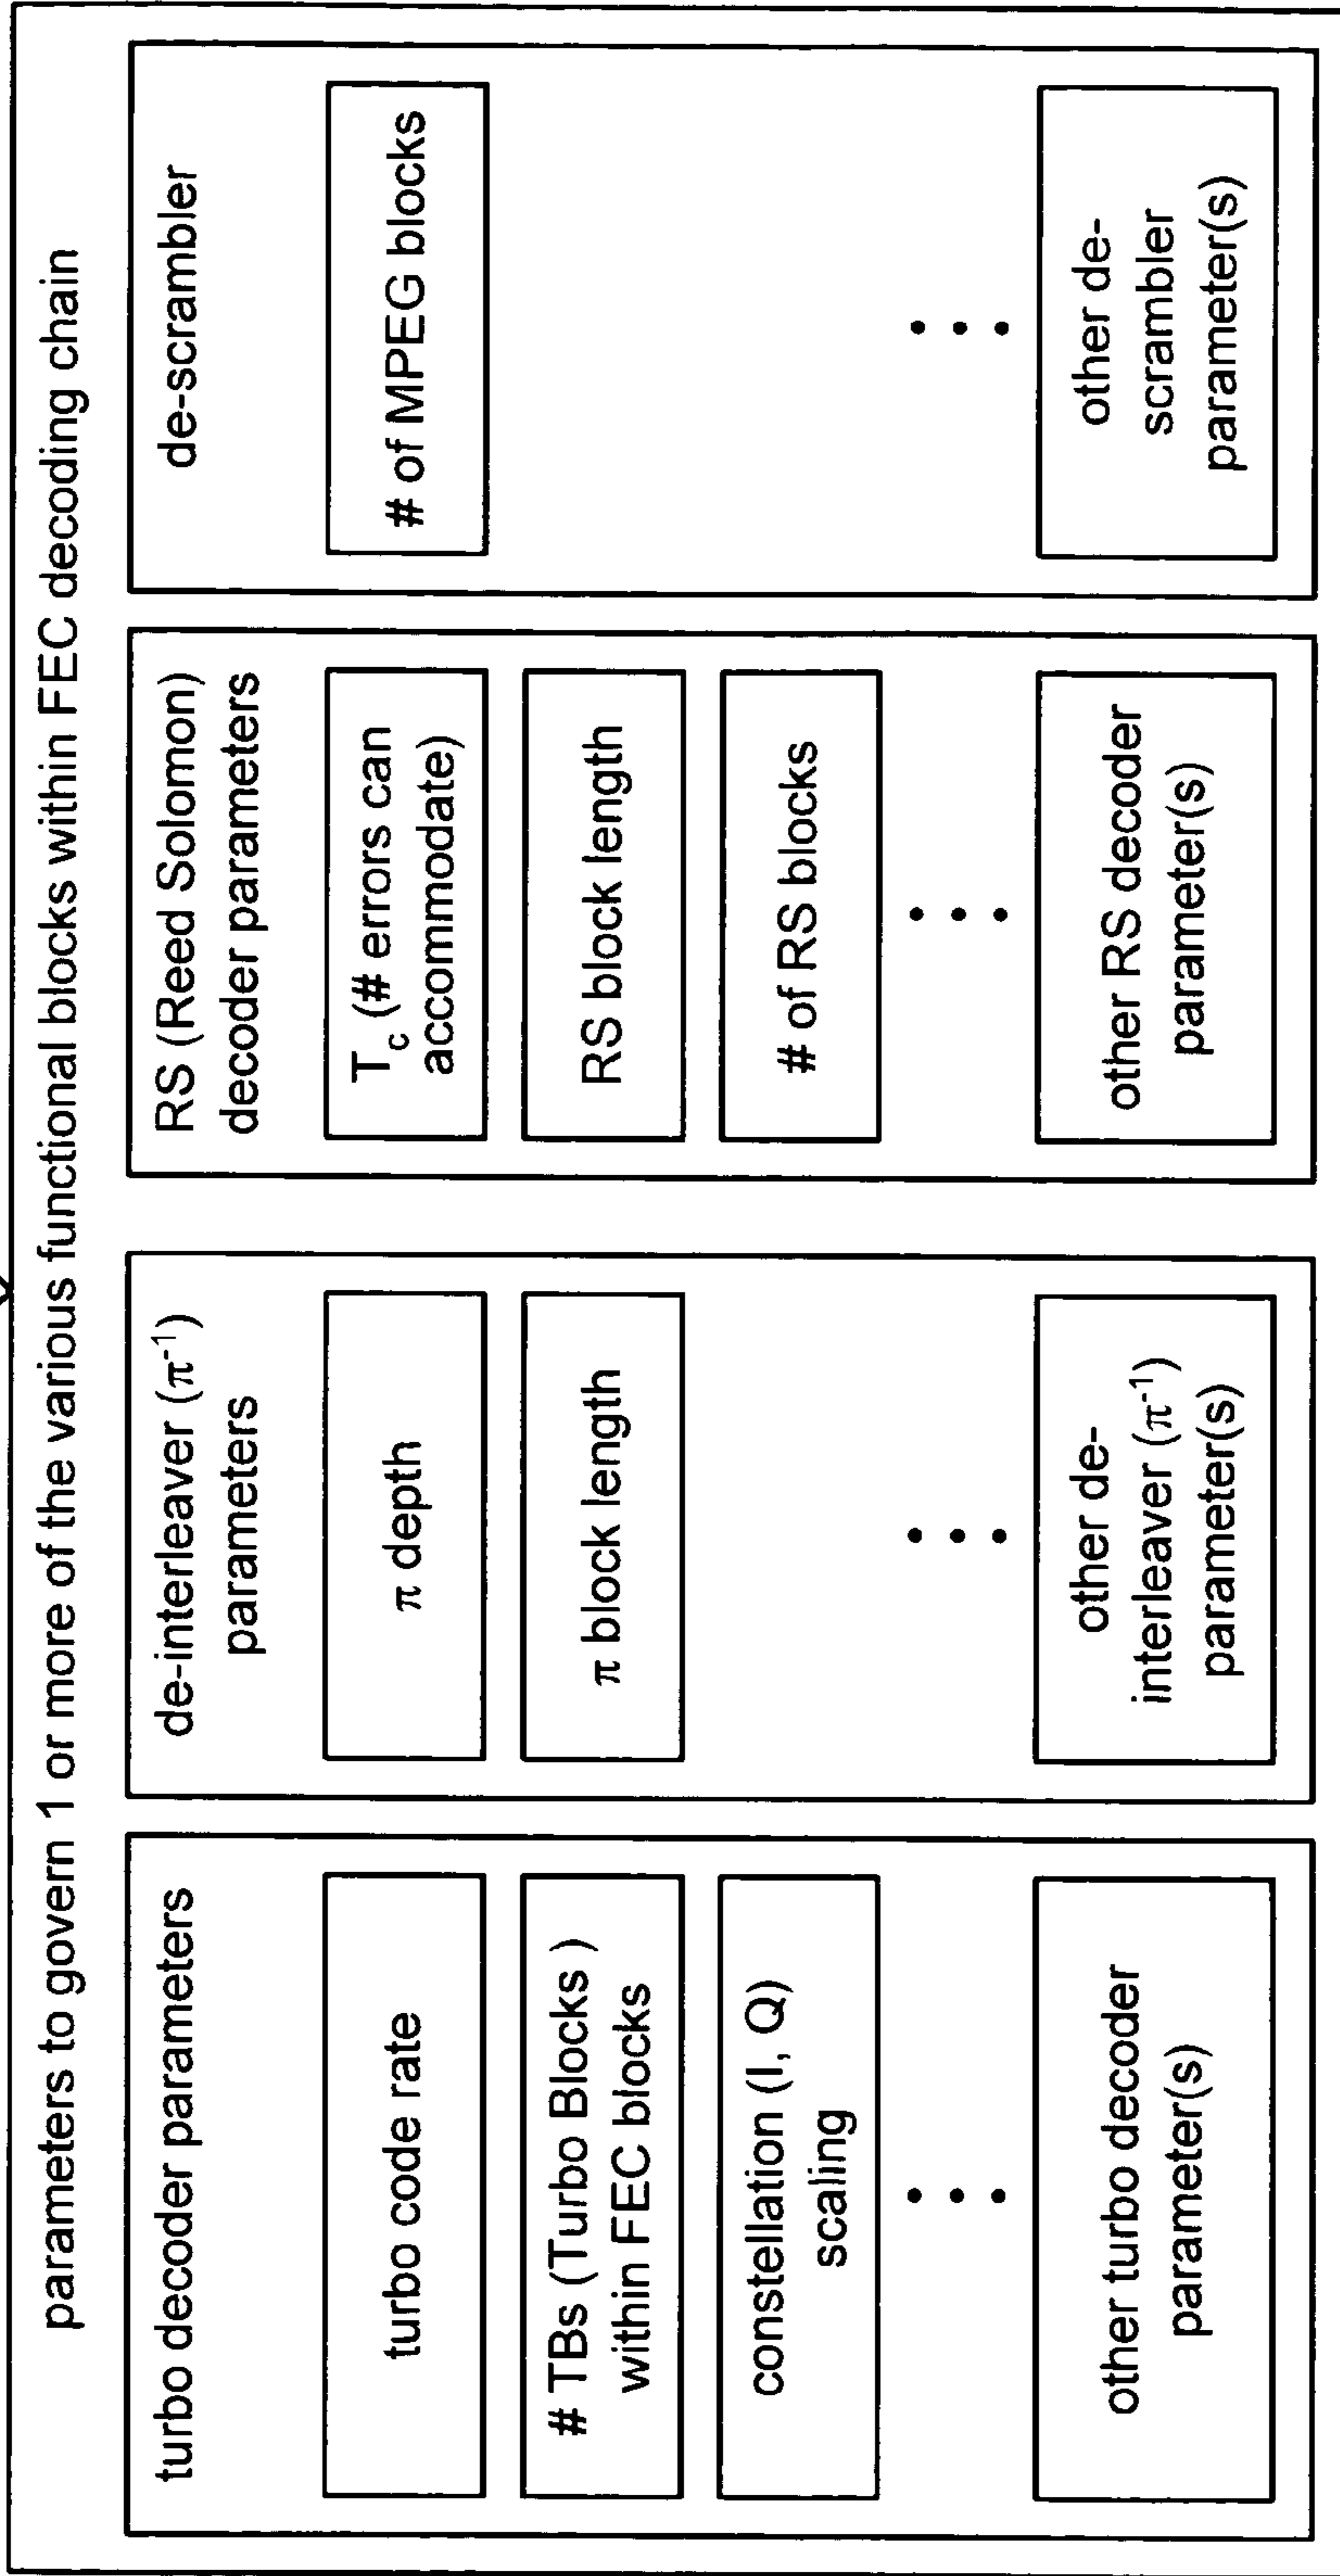 parameters to govern 1 or more of the various functional blocks within FEC decoding chain
turbo decoder parameters
turbo code rate
# TBs (Turbo Blocks )
within FEC blocks
constellation (I, Q)
scaling
other turbo decoder
parameter(s)
de-interleaver (π⁻¹)
parameters
π depth
π block length
other de-
interleaver (π⁻¹)
parameter(s)
RS (Reed Solomon)
decoder parameters
T꜀ (# errors can
accommodate)
RS block length
# of RS blocks
other RS decoder
parameter(s)
de-scrambler
# of MPEG blocks
other de-
scrambler
parameter(s)